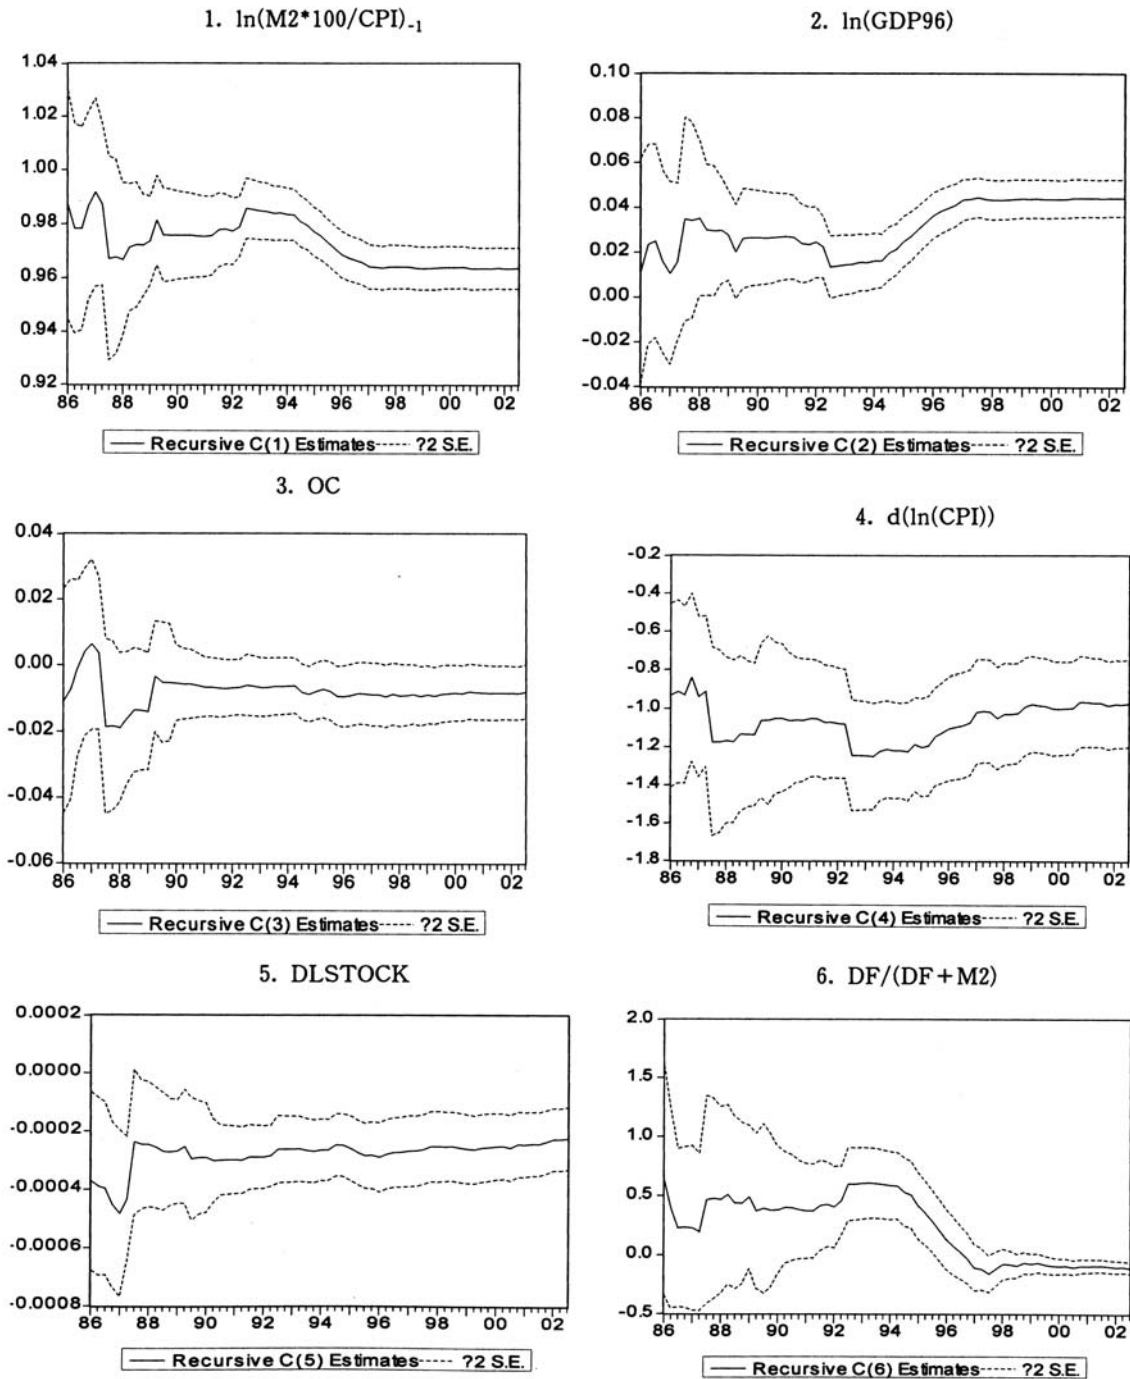 1. ln(M2*100/CPI)-1
1.04
1.02
1.00
0.98
0.96
0.94
0.92
86 88 90 92 94 96 98 00 02
Recursive C(1) Estimates ?2 S.E.
2. ln(GDP96)
0.10
0.08
0.06
0.04
0.02
0.00
-0.02
-0.04
86 88 90 92 94 96 98 00 02
Recursive C(2) Estimates ?2 S.E.
3. OC
0.04
0.02
0.00
-0.02
-0.04
-0.06
86 88 90 92 94 96 98 00 02
Recursive C(3) Estimates ?2 S.E.
4. d(ln(CPI))
-0.2
-0.4
-0.6
-0.8
-1.0
-1.2
-1.4
-1.6
-1.8
86 88 90 92 94 96 98 00 02
Recursive C(4) Estimates ?2 S.E.
5. DLSTOCK
0.0002
0.0000
-0.0002
-0.0004
-0.0006
-0.0008
86 88 90 92 94 96 98 00 02
Recursive C(5) Estimates ?2 S.E.
6. DF/(DF+M2)
2.0
1.5
1.0
0.5
0.0
-0.5
86 88 90 92 94 96 98 00 02
Recursive C(6) Estimates ?2 S.E.